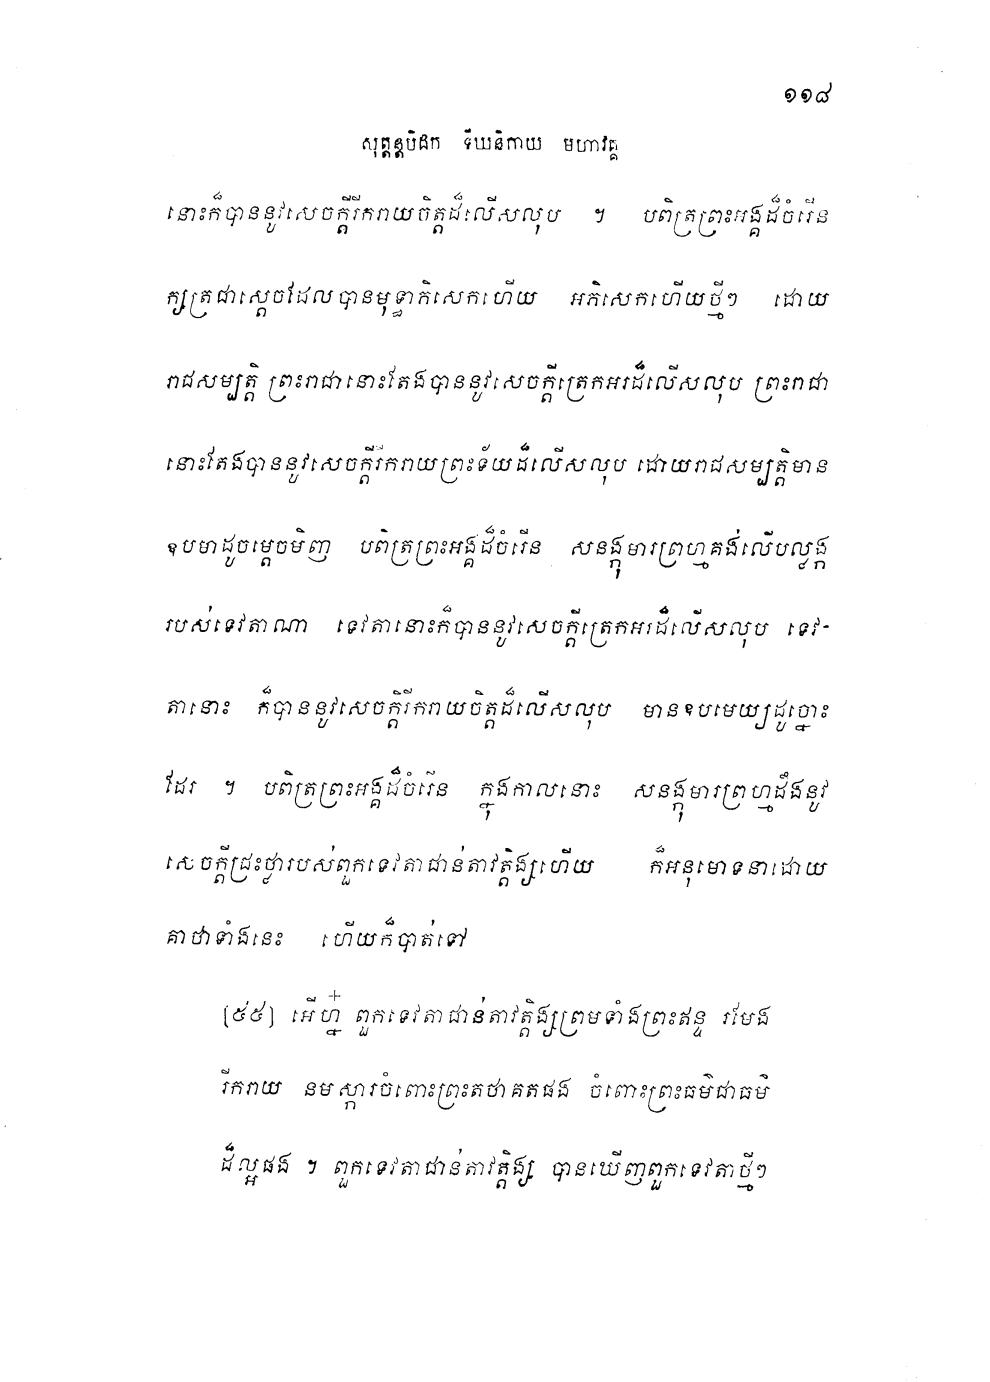 ១១៨
សុត្តន្តបិដក ទីឃនិកាយ មហាវគ្គ
នោះក៏បាននូវសេចក្តីរីករាយចិត្តដ៏លើសលុប ។ បពិត្រព្រះអង្គដ៏ចំរើន
ក្សត្រជាស្តេចដែលបានមុទ្ធាភិសេកហើយ អភិសេកហើយថ្មីៗ ដោយ
រាជសម្បត្តិ ព្រះរាជានោះតែងបាននូវសេចក្តីត្រេកអរដ៏លើសលុប ព្រះរាជា
នោះតែងបាននូវសេចក្តីរីករាយព្រះទ័យដ៏លើសលុប ដោយរាជសម្បត្តិមាន
ឧបមាដូចម្តេចមិញ បពិត្រព្រះអង្គដ៏ចំរើន សនង្កុមារព្រហ្មគង់លើបល្ល័ង្ក
របស់ទេវតាណា ទេវតានោះក៏បាននូវសេចក្តីត្រេកអរដ៏លើសលុប ទេវ-
តានោះ ក៏បាននូវសេចក្តីរីករាយចិត្តដ៏លើសលុប មានឧបមេយ្យដូច្នោះ
ដែរ ។ បពិត្រព្រះអង្គដ៏ចំរើន ក្នុងកាលនោះ សនង្កុមារព្រហ្មដឹងនូវ
សេចក្តីជ្រះថ្លារបស់ពួកទេវតាជាន់តាវត្តិង្សហើយ ក៏អនុមោទនាដោយ
គាថាទាំងនេះ ហើយក៏បាត់ទៅ
[៥៥] អើហ្ន៎ ពួកទេវតាជាន់តាវត្តិង្សព្រមទាំងព្រះឥន្ទ រមែង
រីករាយ នមស្ការចំពោះព្រះតថាគតផង ចំពោះព្រះធម៌ជាធម៌
ដ៏ល្អផង ។ ពួកទេវតាជាន់តាវត្តិង្ស បានឃើញពួកទេវតាថ្មីៗ